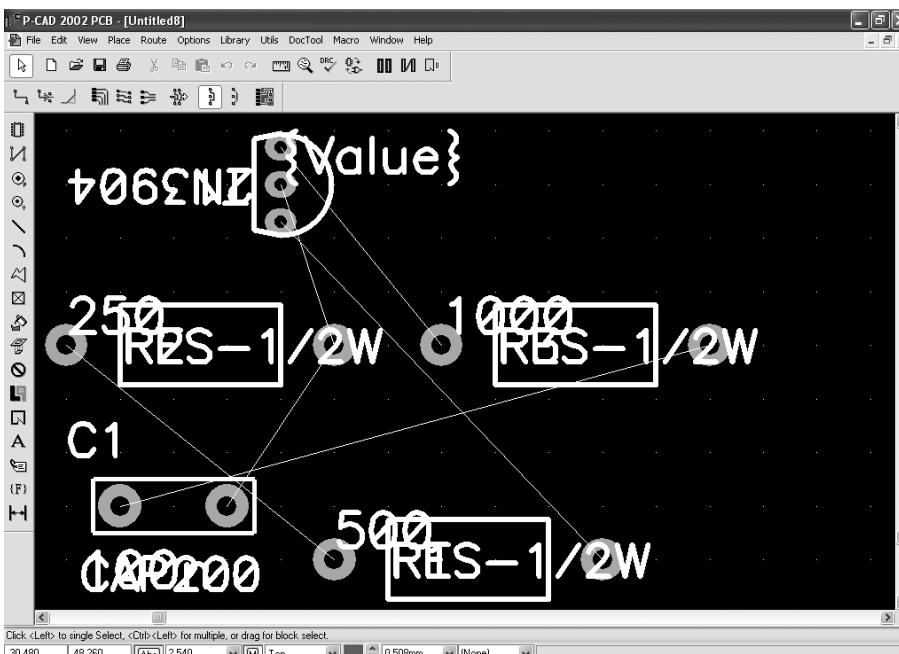 P-CAD 2002 PCB - [Untitled8]
File Edit View Place Route Options Library Utils DocTool Macro Window Help
DRC
{Value}
2N3904
250
1000
RES-1/2W
RES-1/2W
C1
500
RES-1/2W
Click <Left> to single Select, <Ctrl><Left> for multiple, or drag for block select.
30.480 48.260 Abs 2.540 M Top 0.508mm (None)